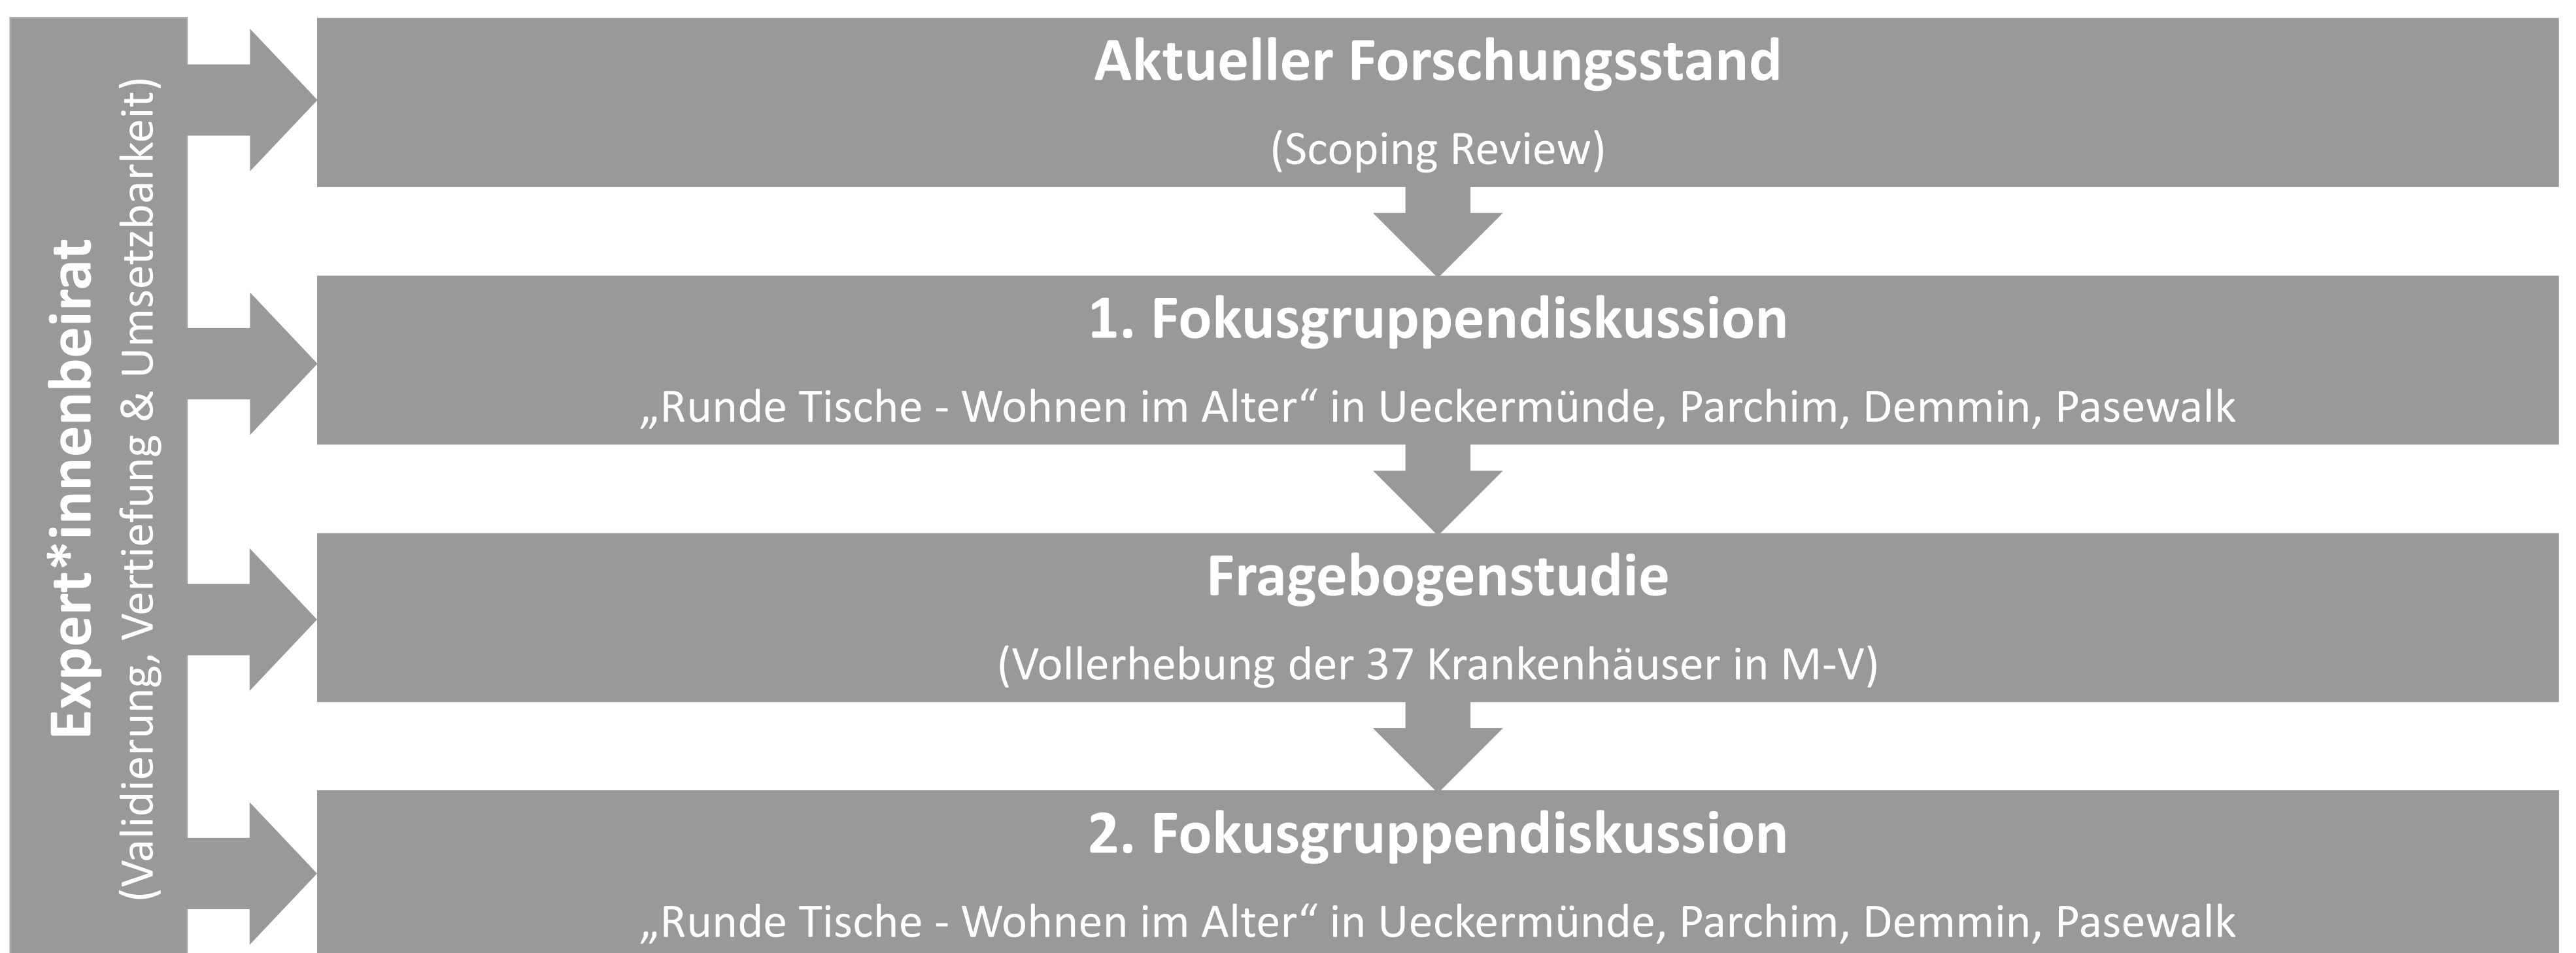 Expert*innenbeirat
(Validierung, Vertiefung & Umsetzbarkeit)
Aktueller Forschungsstand
(Scoping Review)
1. Fokusgruppendiskussion
„Runde Tische - Wohnen im Alter“ in Ueckermünde, Parchim, Demmin, Pasewalk
Fragebogenstudie
(Vollerhebung der 37 Krankenhäuser in M-V)
2. Fokusgruppendiskussion
„Runde Tische - Wohnen im Alter“ in Ueckermünde, Parchim, Demmin, Pasewalk